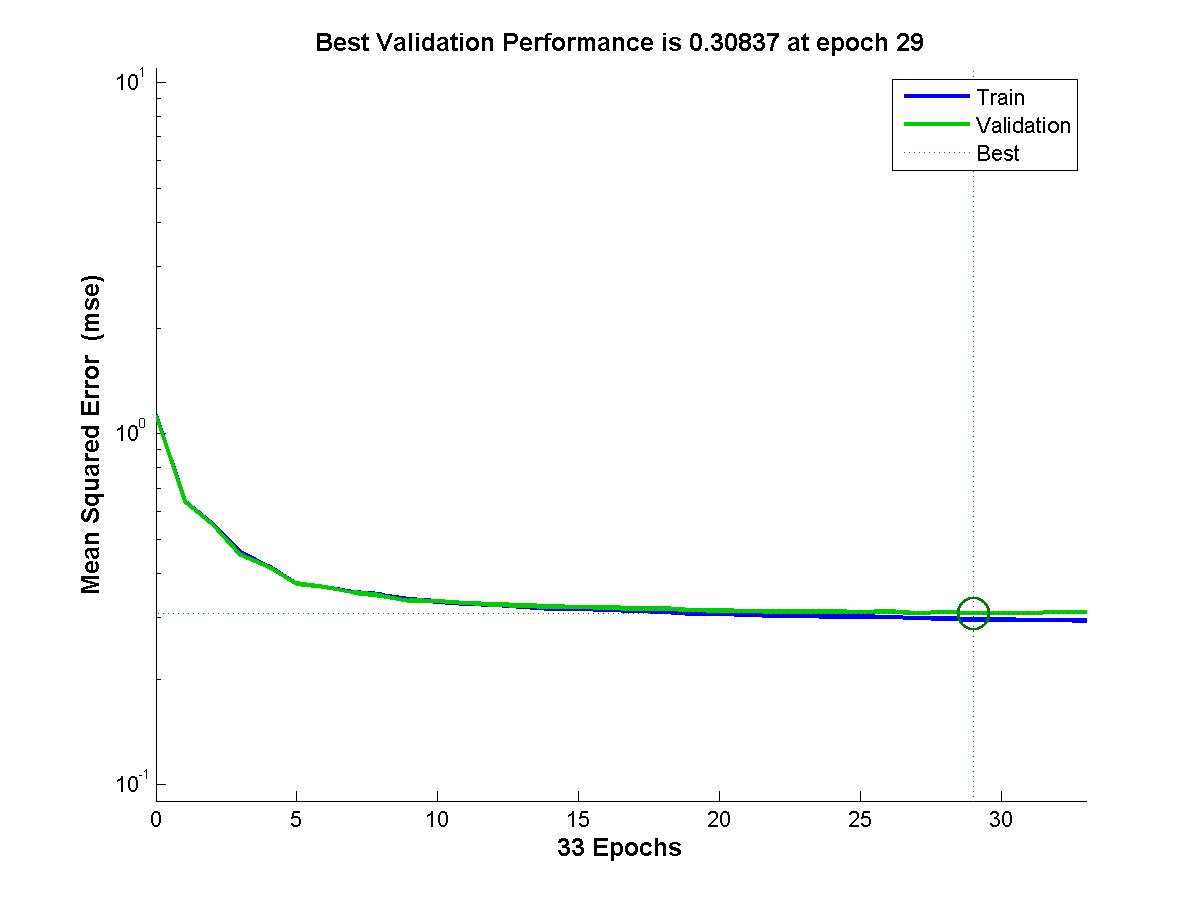 Best Validation Performance is 0.30837 at epoch 29
Train
Validation
Best
Mean Squared Error (mse)
10^1
10^0
10^-1
0 5 10 15 20 25 30
33 Epochs